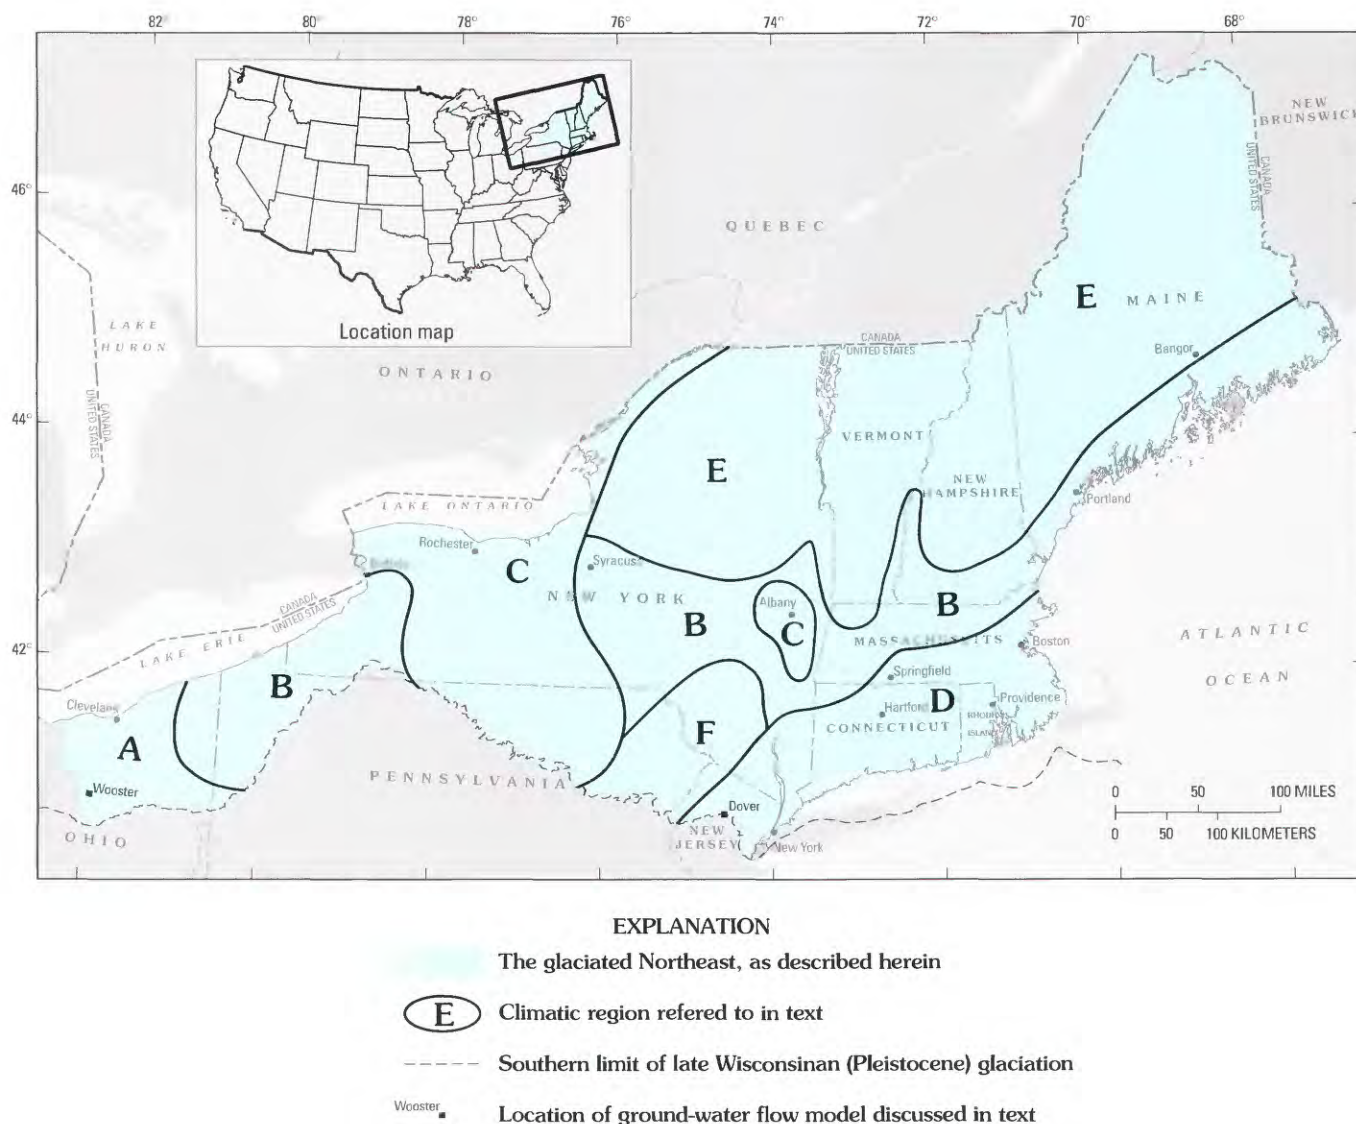 82°
80°
78°
76°
74°
72°
70°
68°
46°
44°
42°
Location map
LAKE
HURON
CANADA
UNITED STATES
ONTARIO
QUEBEC
NEW
BRUNSWICK
CANADA
UNITED STATES
E
MAINE
Bangor
CANADA
UNITED STATES
VERMONT
E
NEW
HAMPSHIRE
Portland
LAKE ONTARIO
Rochester
Buffalo
C
Syracuse
NEW YORK
B
Albany
C
B
MASSACHUSETTS
Boston
ATLANTIC
OCEAN
CANADA
UNITED STATES
LAKE ERIE
B
Cleveland
A
Wooster
OHIO
PENNSYLVANIA
F
Springfield
Hartford
D
Providence
CONNECTICUT
RHODE
ISLAND
Dover
NEW
JERSEY
New York
0 50 100 MILES
0 50 100 KILOMETERS
EXPLANATION
The glaciated Northeast, as described herein
E Climatic region refered to in text
Southern limit of late Wisconsinan (Pleistocene) glaciation
Wooster Location of ground-water flow model discussed in text